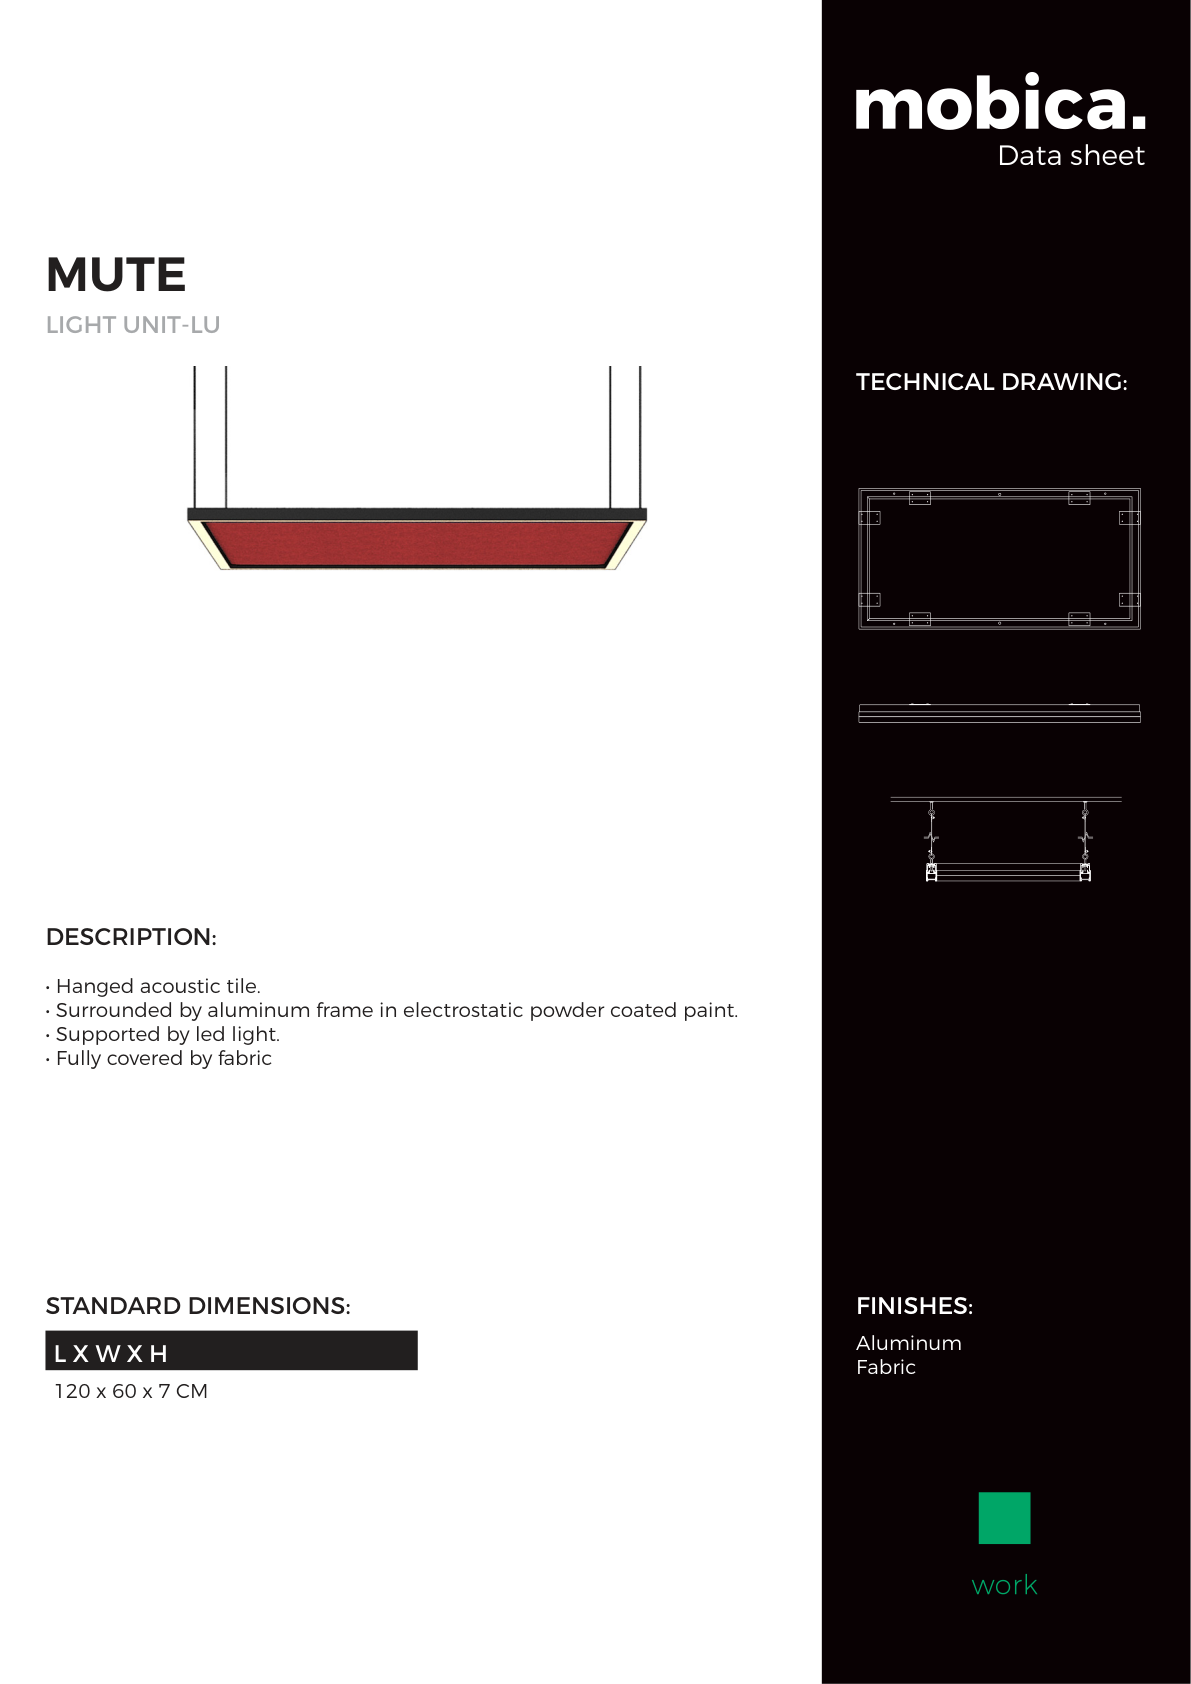 mobica.
Data sheet
MUTE
LIGHT UNIT-LU
TECHNICAL DRAWING:
DESCRIPTION:
• Hanged acoustic tile.
• Surrounded by aluminum frame in electrostatic powder coated paint.
• Supported by led light.
• Fully covered by fabric
STANDARD DIMENSIONS:
L X W X H
120 x 60 x 7 CM
FINISHES:
Aluminum
Fabric
work